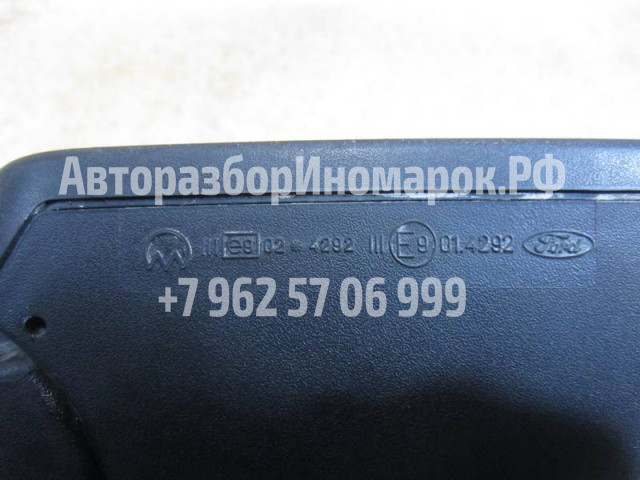 АвторазборИномарок.РФ
III e9 02 * 4292 III E9 01.4292 Ford
+7 962 57 06 999